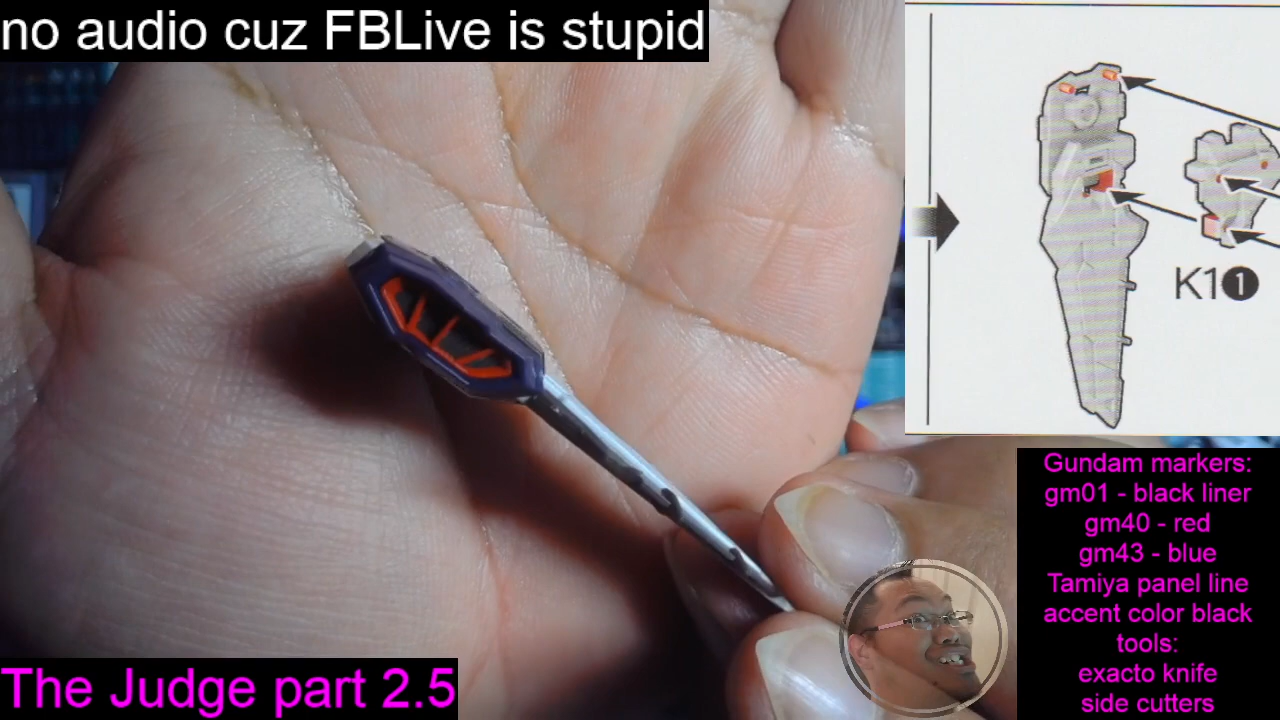 no audio cuz FBLive is stupid
K1❶
Gundam markers:
gm01 - black liner
gm40 - red
gm43 - blue
Tamiya panel line
accent color black
tools:
exacto knife
side cutters
The Judge part 2.5